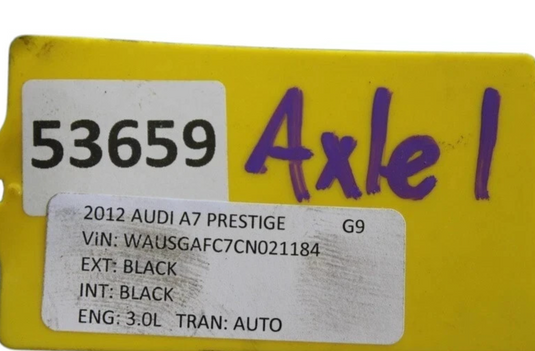 53659
Axle 1
2012 AUDI A7 PRESTIGE G9
ViN: WAUSGAFC7CN021184
EXT: BLACK
INT: BLACK
ENG: 3.0L TRAN: AUTO